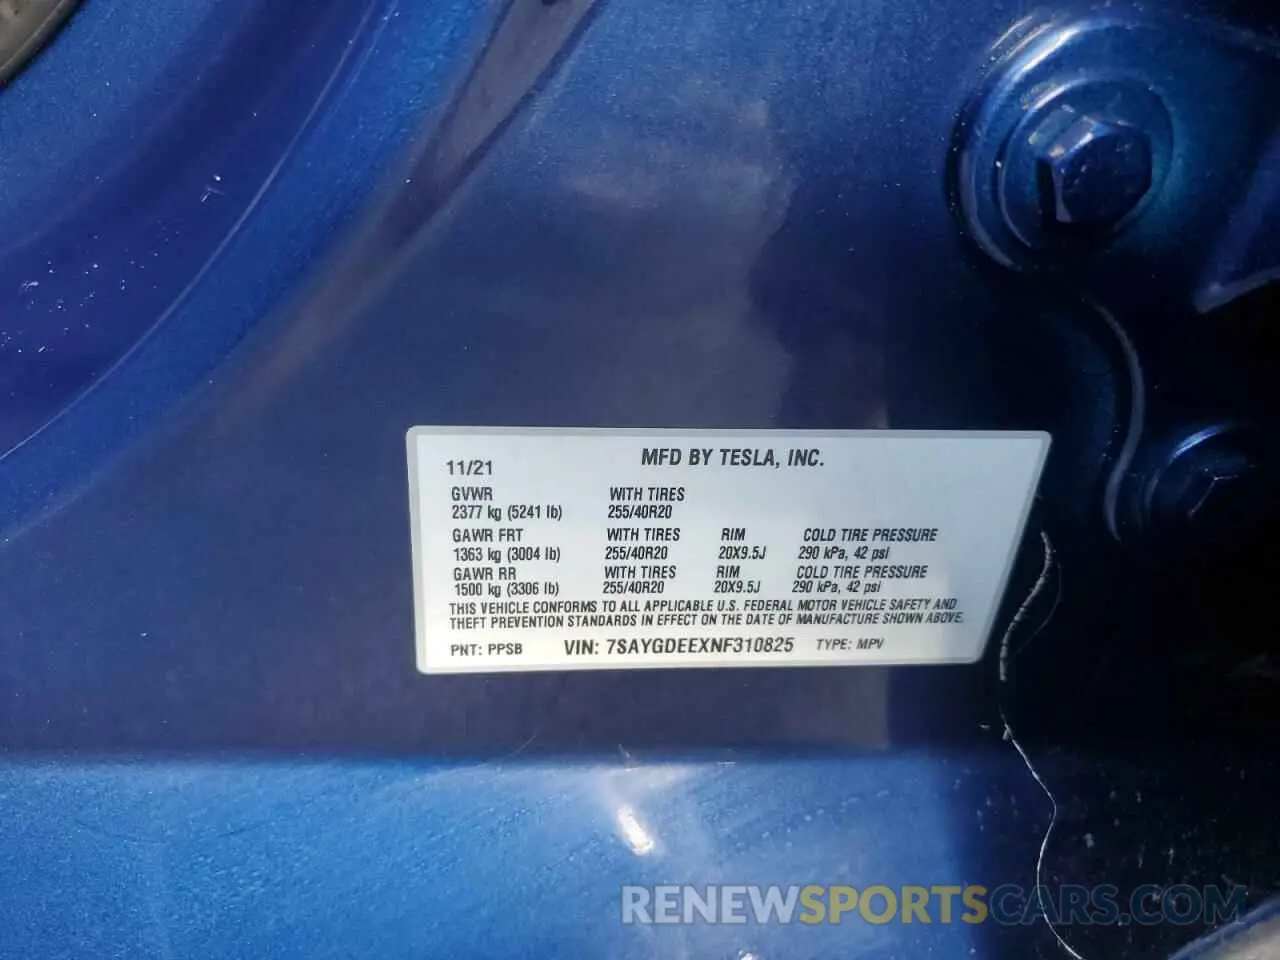 MFD BY TESLA, INC.
11/21
GVWR WITH TIRES
2377 kg (5241 lb) 255/40R20
GAWR FRT WITH TIRES RIM COLD TIRE PRESSURE
1363 kg (3004 lb) 255/40R20 20X9.5J 290 kPa, 42 psi
GAWR RR WITH TIRES RIM COLD TIRE PRESSURE
1500 kg (3306 lb) 255/40R20 20X9.5J 290 kPa, 42 psi
THIS VEHICLE CONFORMS TO ALL APPLICABLE U.S. FEDERAL MOTOR VEHICLE SAFETY AND
THEFT PREVENTION STANDARDS IN EFFECT ON THE DATE OF MANUFACTURE SHOWN ABOVE.
PNT: PPSB VIN: 7SAYGDEEXNF310825 TYPE: MPV
RENEWSPORTSCARS.COM